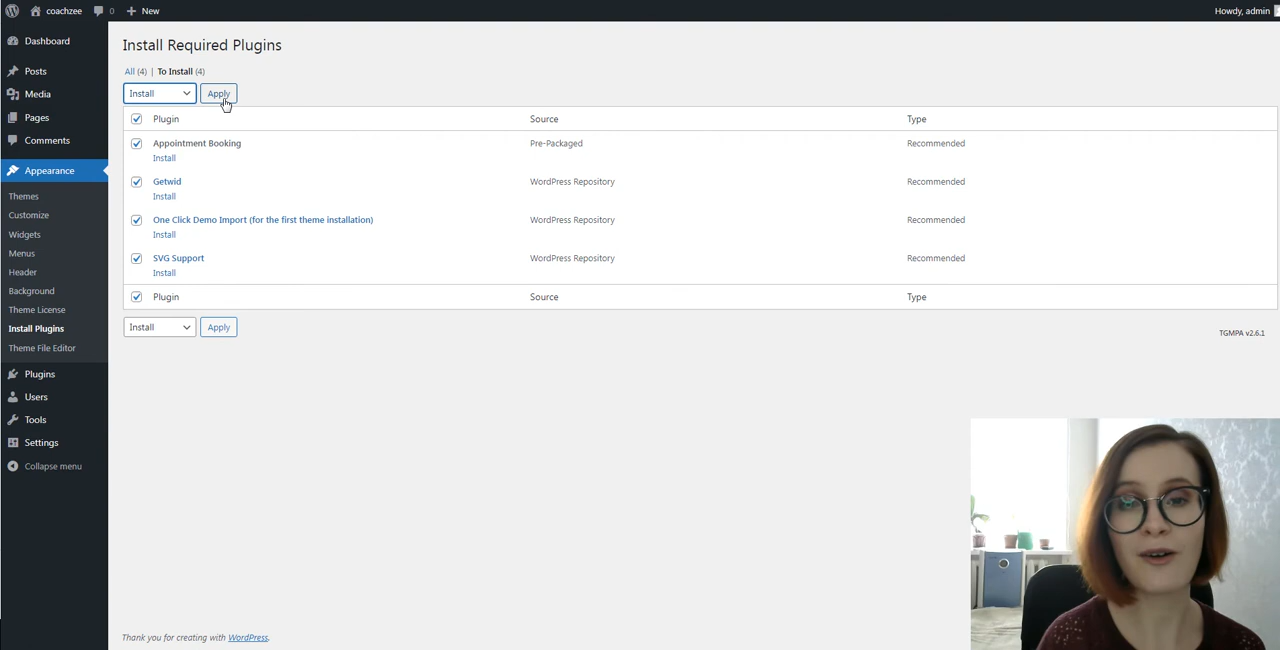 coachzee 0 New Howdy, admin
Dashboard
Posts
Media
Pages
Comments
Appearance
Themes
Customize
Widgets
Menus
Header
Background
Theme License
Install Plugins
Theme File Editor
Plugins
Users
Tools
Settings
Collapse menu
Install Required Plugins
All (4) | To Install (4)
Install Apply
Plugin Source Type
Appointment Booking Pre-Packaged Recommended
Install
Getwid WordPress Repository Recommended
Install
One Click Demo Import (for the first theme installation) WordPress Repository Recommended
Install
SVG Support WordPress Repository Recommended
Install
Plugin Source Type
Install Apply
TGMPA v2.6.1
Thank you for creating with WordPress.